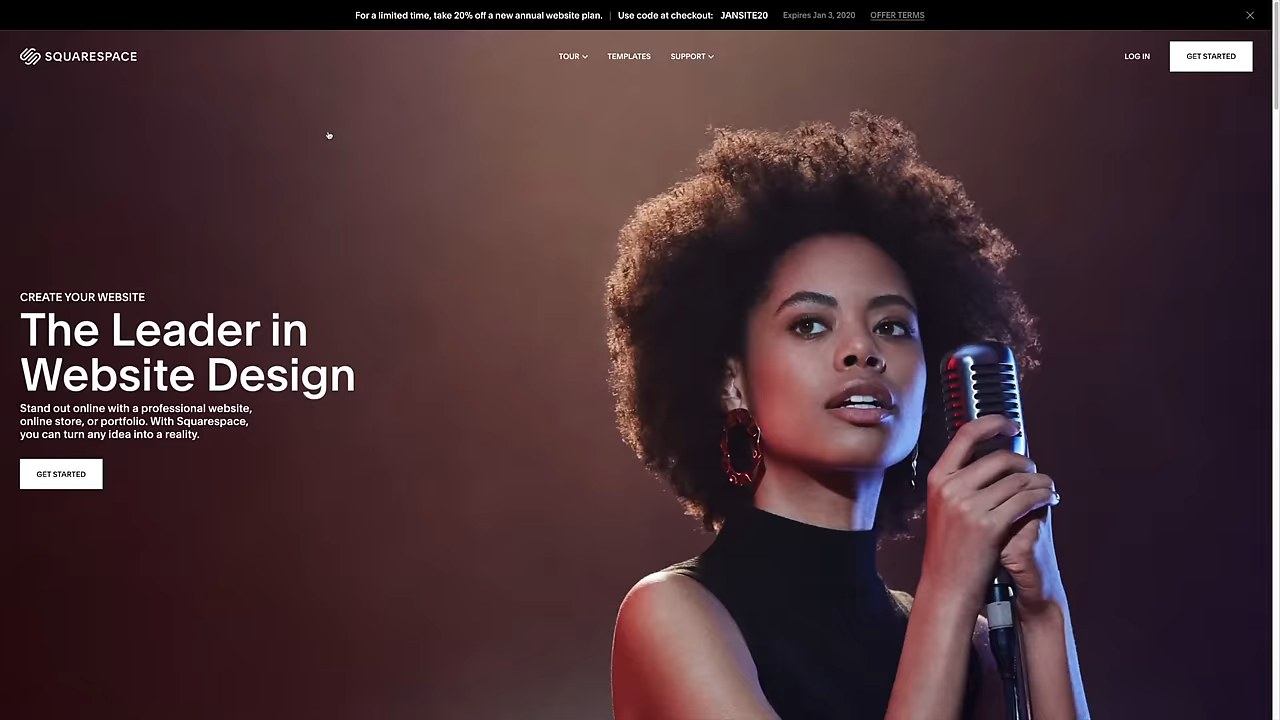 For a limited time, take 20% off a new annual website plan. | Use code at checkout: JANSITE20 Expires Jan 3, 2020 OFFER TERMS
SQUARESPACE TOUR TEMPLATES SUPPORT LOG IN GET STARTED
CREATE YOUR WEBSITE
The Leader in
Website Design
Stand out online with a professional website,
online store, or portfolio. With Squarespace,
you can turn any idea into a reality.
GET STARTED